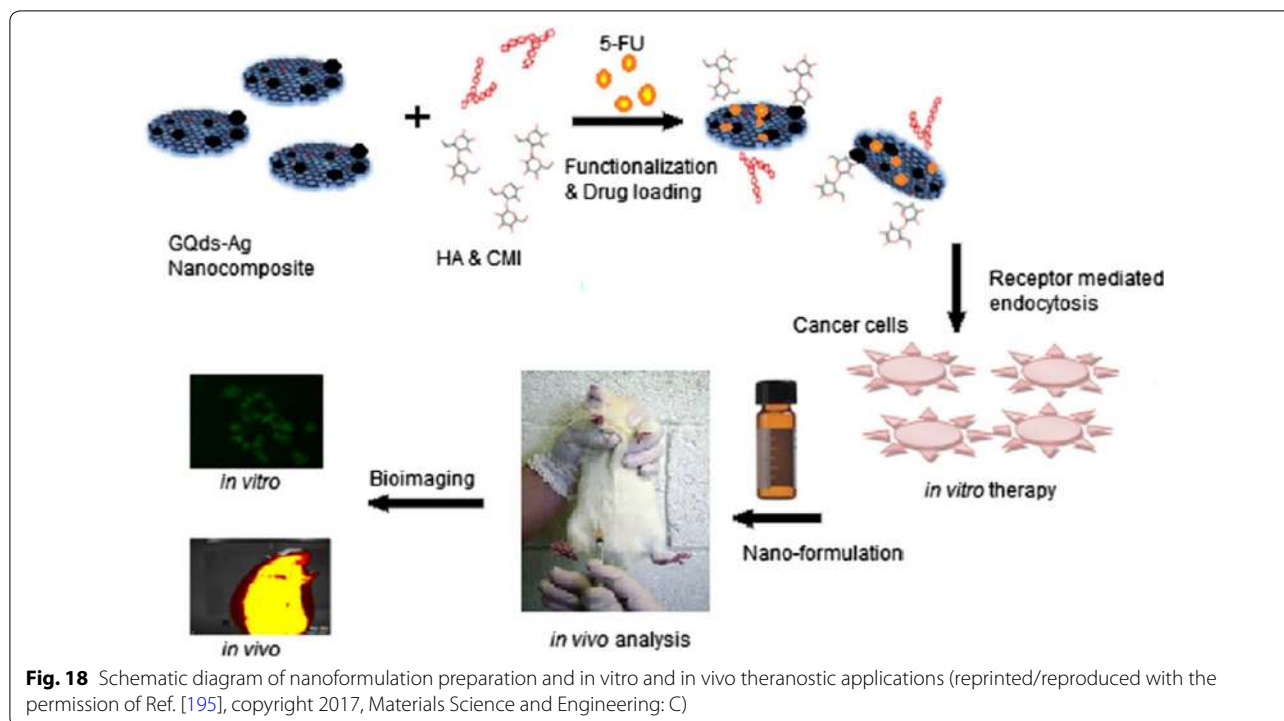 5-FU
+
Functionalization
& Drug loading
GQds-Ag
Nanocomposite
HA & CMI
Receptor mediated
endocytosis
Cancer cells
in vitro therapy
Nano-formulation
in vivo analysis
Bioimaging
in vitro
in vivo
Fig. 18 Schematic diagram of nanoformulation preparation and in vitro and in vivo theranostic applications (reprinted/reproduced with the
permission of Ref. [195], copyright 2017, Materials Science and Engineering: C)